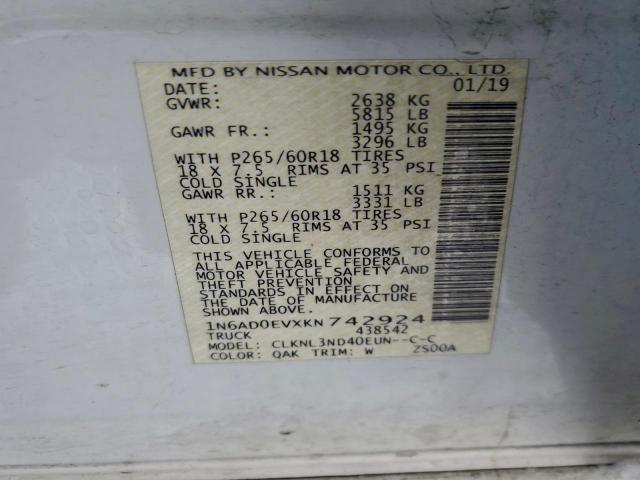 MFD BY NISSAN MOTOR CO., LTD.
DATE: 01/19
GVWR: 2638 KG
5815 LB
GAWR FR.: 1495 KG
3296 LB
WITH P265/60R18 TIRES
18 X 7.5 RIMS AT 35 PSI
COLD SINGLE
GAWR RR.: 1511 KG
3331 LB
WITH P265/60R18 TIRES
18 X 7.5 RIMS AT 35 PSI
COLD SINGLE
THIS VEHICLE CONFORMS TO
ALL APPLICABLE FEDERAL
MOTOR VEHICLE SAFETY AND
THEFT PREVENTION
STANDARDS IN EFFECT ON
THE DATE OF MANUFACTURE
SHOWN ABOVE.
1N6AD0EVXKN 742924
TRUCK 438542
MODEL: CLKNL3ND40EUN--C-C
COLOR: QAK TRIM: W ZS00A